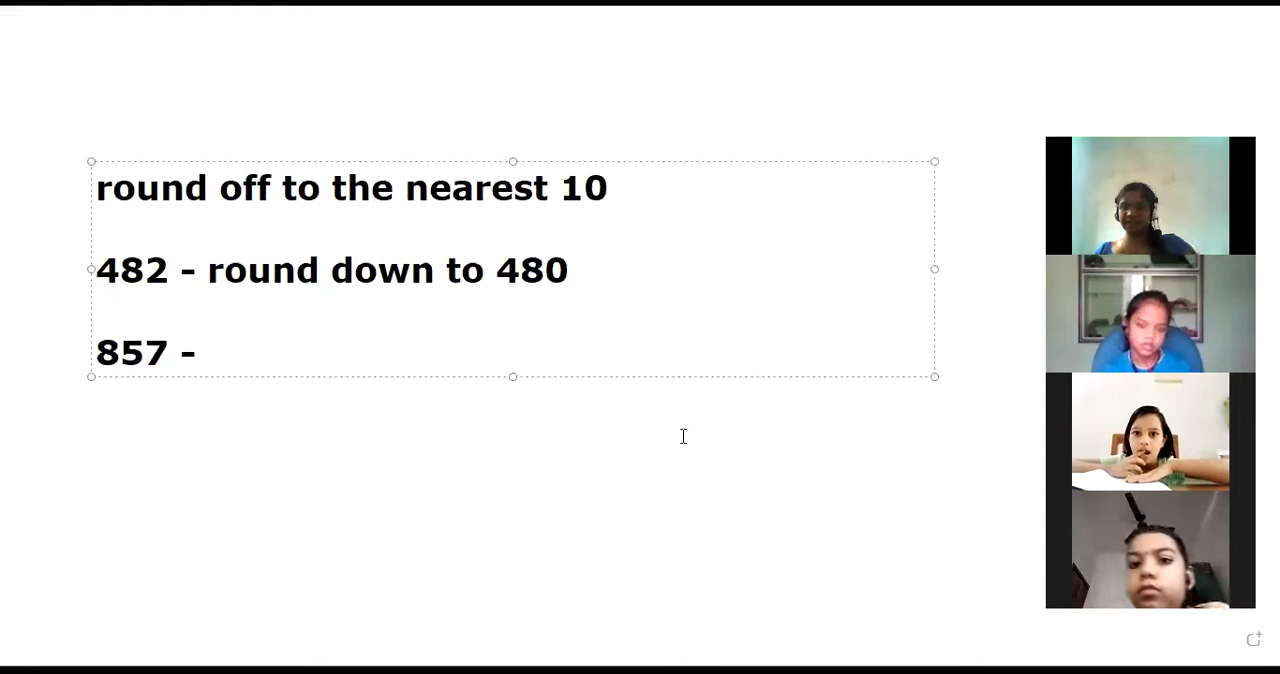 round off to the nearest 10
482 - round down to 480
857 -